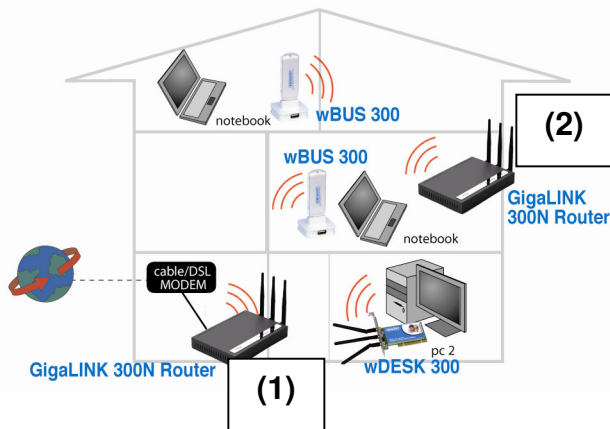 notebook
wBUS 300
(2)
wBUS 300
GigaLINK
300N Router
notebook
cable/DSL
MODEM
pc 2
wDESK 300
GigaLINK 300N Router
(1)